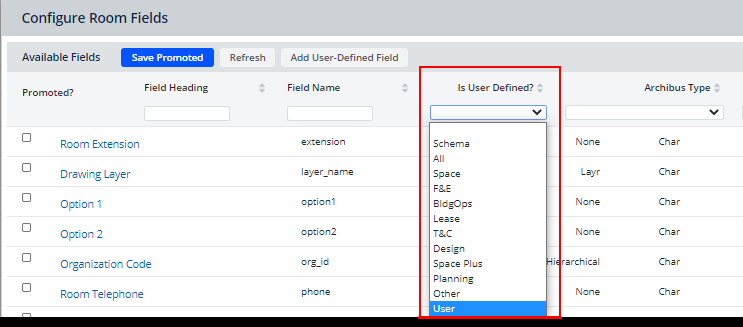 Configure Room Fields
Available Fields Save Promoted Refresh Add User-Defined Field
Promoted? Field Heading Field Name Is User Defined? Archibus Type
Room Extension extension None Char
Drawing Layer layer_name Layr Char
Option 1 option1 None Char
Option 2 option2 None Char
Organization Code org_id Hierarchical Char
Room Telephone phone None Char
Schema
All
Space
F&E
BldgOps
Lease
T&C
Design
Space Plus
Planning
Other
User